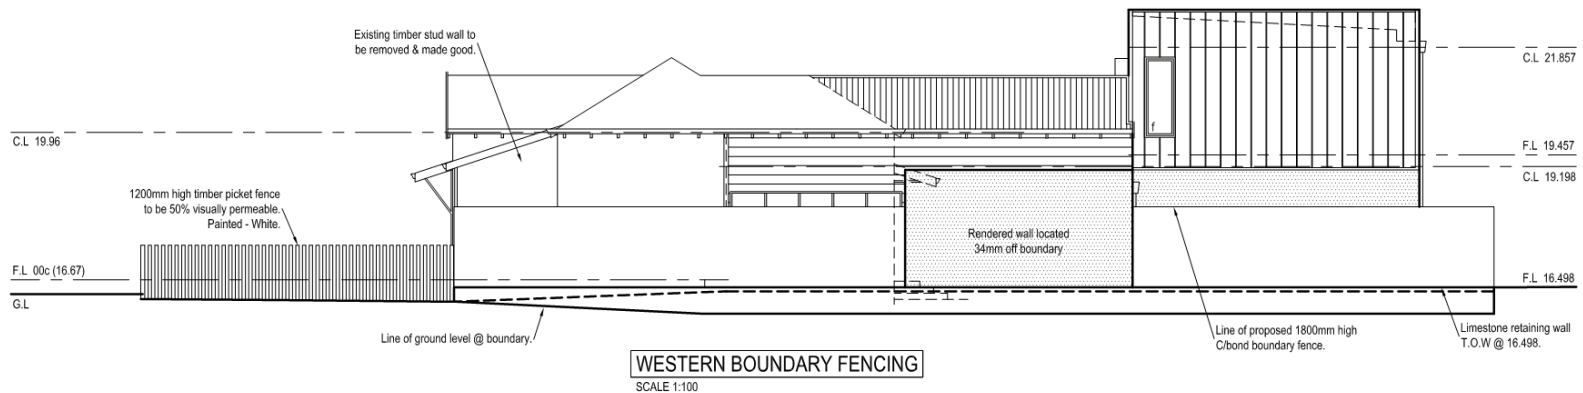 Existing timber stud wall to
be removed & made good.
C.L 21.857
C.L 19.96
f
F.L 19.457
C.L 19.198
1200mm high timber picket fence
to be 50% visually permeable.
Painted - White.
Rendered wall located
34mm off boundary
F.L 00c (16.67)
F.L 16.498
G.L
Line of ground level @ boundary.
Line of proposed 1800mm high
C/bond boundary fence.
Limestone retaining wall
T.O.W @ 16.498.
WESTERN BOUNDARY FENCING
SCALE 1:100